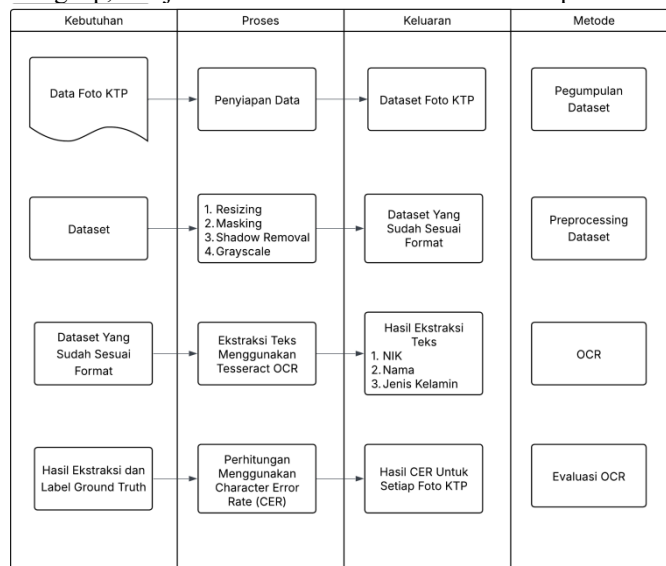 Kebutuhan
Proses
Keluaran
Metode
Data Foto KTP
Penyiapan Data
Dataset Foto KTP
Pegumpulan
Dataset
Dataset
1. Resizing
2. Masking
3. Shadow Removal
4. Grayscale
Dataset Yang
Sudah Sesuai
Format
Preprocessing
Dataset
Dataset Yang
Sudah Sesuai
Format
Ekstraksi Teks
Menggunakan
Tesseract OCR
Hasil Ekstraksi
Teks
1. NIK
2. Nama
3. Jenis Kelamin
OCR
Hasil Ekstraksi dan
Label Ground Truth
Perhitungan
Menggunakan
Character Error
Rate (CER)
Hasil CER Untuk
Setiap Foto KTP
Evaluasi OCR